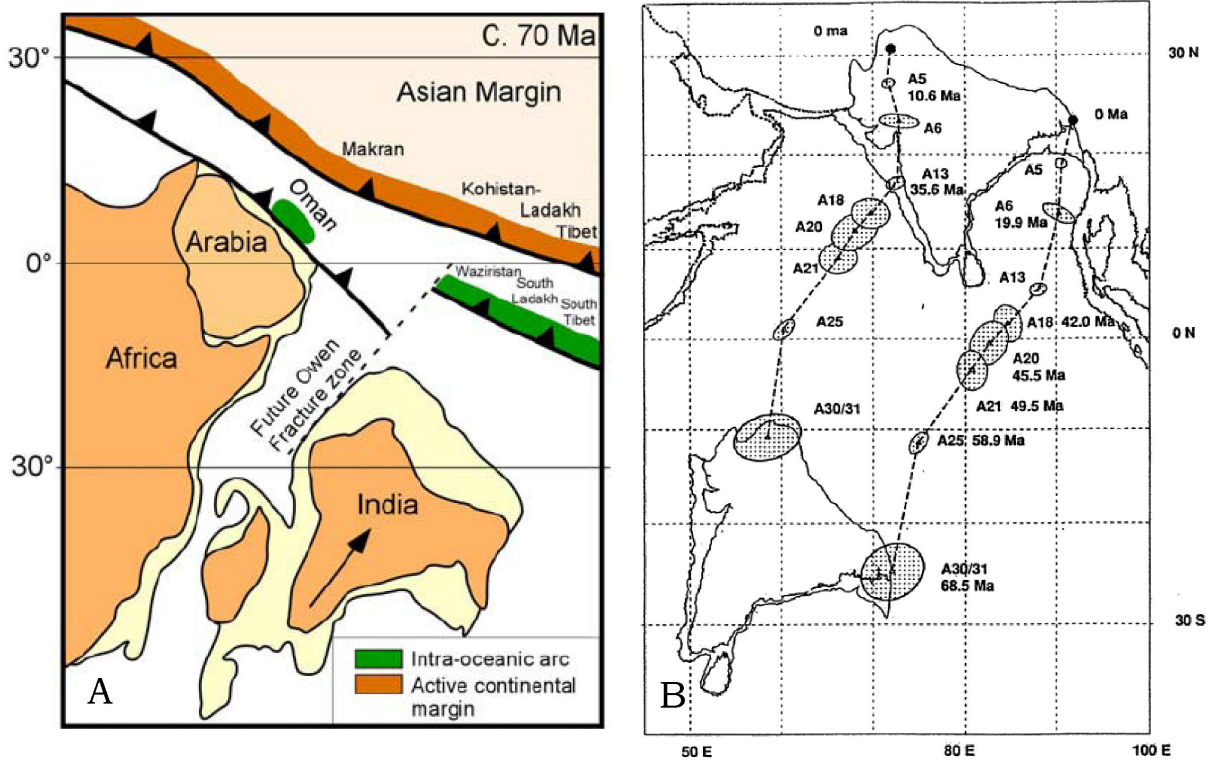 C. 70 Ma
30°
Asian Margin
Makran
Kohistan-
Ladakh
Tibet
Oman
Arabia
0°
Waziristan
South
Ladakh
South
Tibet
Africa
Future Owen
Fracture zone
30°
India
Intra-oceanic arc
Active continental
margin
A
0 ma
30 N
A5
10.6 Ma
0 Ma
A6
A5
A13
35.6 Ma
A18
A6
19.9 Ma
A20
A21
A13
A25
A18 42.0 Ma
0 N
A20
45.5 Ma
A21 49.5 Ma
A30/31
A25 58.9 Ma
A30/31
68.5 Ma
30 S
B
50 E
80 E
100 E